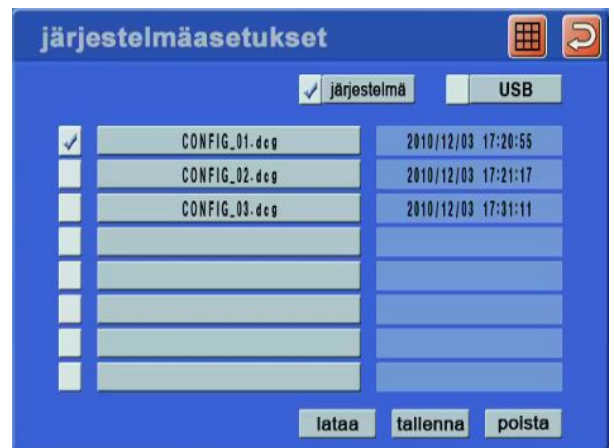 järjestelmäasetukset
järjestelmä USB
CONFIG_01.dcg 2010/12/03 17:20:55
CONFIG_02.dcg 2010/12/03 17:21:17
CONFIG_03.dcg 2010/12/03 17:31:11
lataa tallenna poista